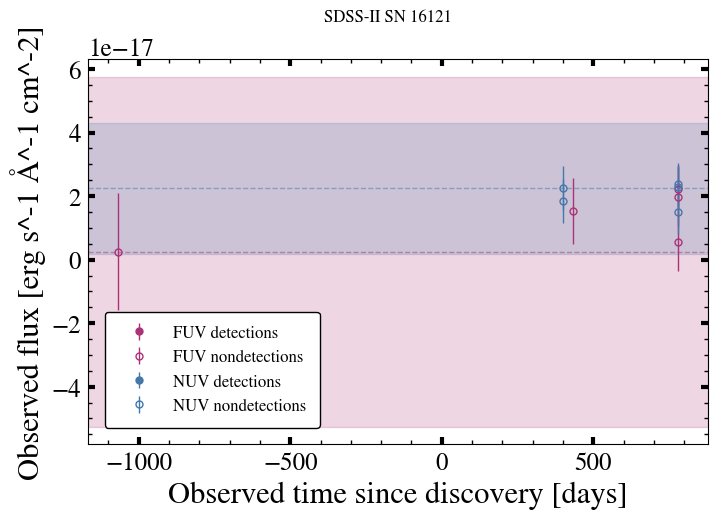 SDSS-II SN 16121
1e−17
Observed flux [erg s^-1 Å^-1 cm^-2]
6
4
2
0
−2
−4
FUV detections
FUV nondetections
NUV detections
NUV nondetections
−1000
−500
0
500
Observed time since discovery [days]